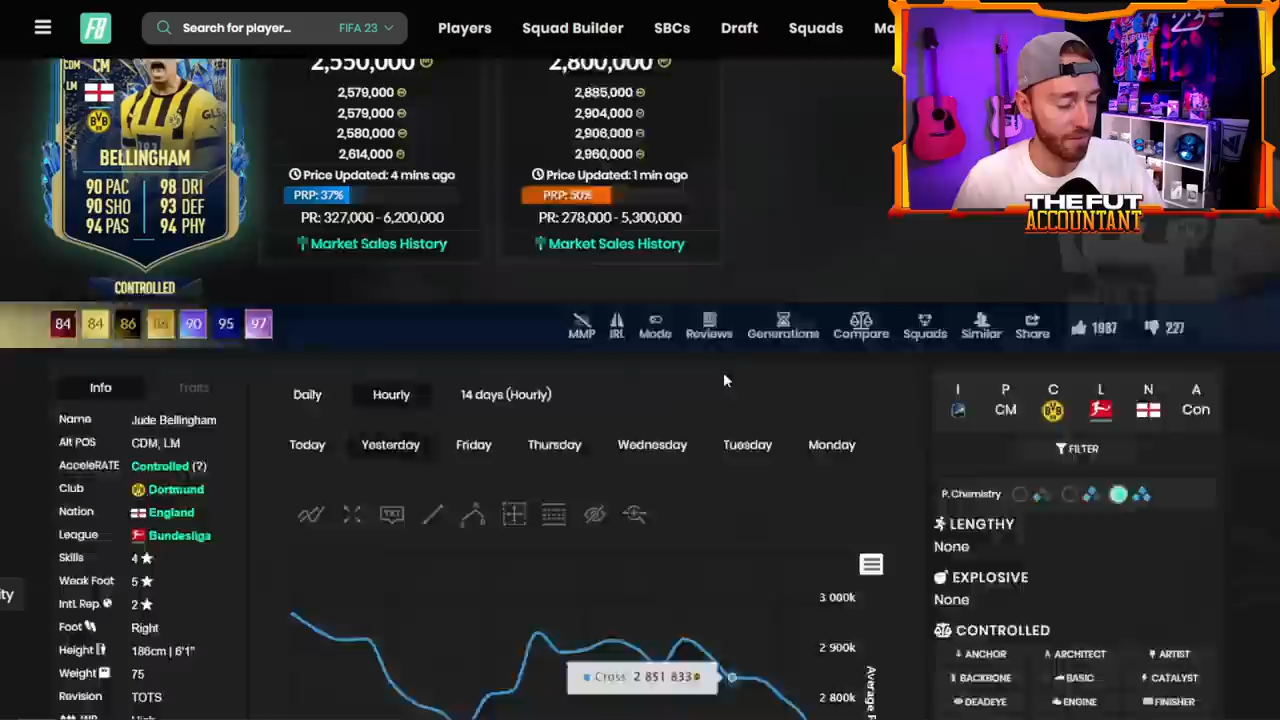 FB
Search for player...
FIFA 23
Players
Squad Builder
SBCs
Draft
Squads
Ma
23
THE FUT
ACCOUNTANT
CDM, CM
LM
BVB
09
BELLINGHAM
90 PAC 98 DRI
90 SHO 93 DEF
94 PAS 94 PHY
CONTROLLED
2,550,000
2,579,000
2,579,000
2,580,000
2,614,000
Price Updated: 4 mins ago
PRP: 37%
PR: 327,000 - 6,200,000
Market Sales History
2,800,000
2,885,000
2,904,000
2,908,000
2,960,000
Price Updated: 1 min ago
PRP: 50%
PR: 278,000 - 5,300,000
Market Sales History
84 84 86 90 95 97
MMP
IRL
Mode
Reviews
Generations
Compare
Squads
Similar
Share
1987
227
Info
Traits
Name Jude Bellingham
Alt POS CDM, LM
AcceleRATE Controlled (?)
Club Dortmund
Nation England
League Bundesliga
Skills 4
Weak Foot 5
Intl. Rep. 2
Foot Right
Height 186cm | 6'1"
Weight 75
Revision TOTS
ity
Daily
Hourly
14 days (Hourly)
Today
Yesterday
Friday
Thursday
Wednesday
Tuesday
Monday
TXT
3 000k
2 900k
2 800k
Cross 2 851 833
Average P
I P C L N A
CM
Con
FILTER
P. Chemistry
LENGTHY
None
EXPLOSIVE
None
CONTROLLED
ANCHOR
ARCHITECT
ARTIST
BACKBONE
BASIC
CATALYST
DEADEYE
ENGINE
FINISHER